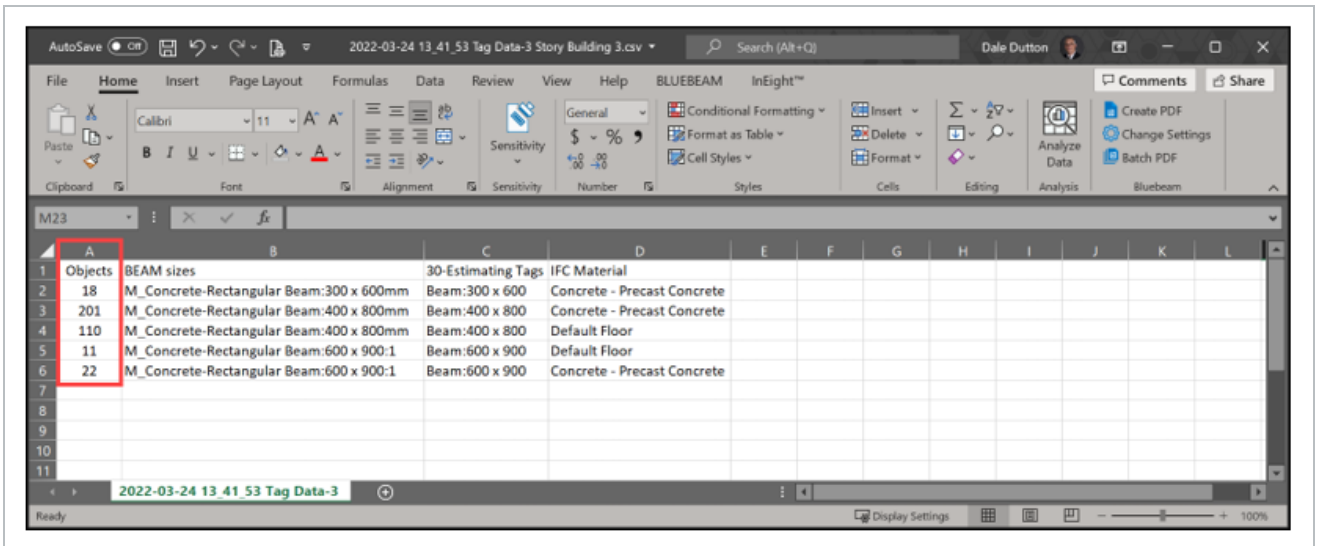 AutoSave Off 2022-03-24 13_41_53 Tag Data-3 Story Building 3.csv Search (Alt+Q) Dale Dutton
File Home Insert Page Layout Formulas Data Review View Help BLUEBEAM InEight™ Comments Share
Paste Calibri 11 A^ Aˇ ab General Conditional Formatting Insert Σ Create PDF
B I U A Sensitivity $ % 9 Format as Table Delete Analyze Data Change Settings
Cell Styles Format Batch PDF
Clipboard Font Alignment Sensitivity Number Styles Cells Editing Analysis Bluebeam
M23 fx
A B C D E F G H I J K L
1 Objects BEAM sizes 30-Estimating Tags IFC Material
2 18 M_Concrete-Rectangular Beam:300 x 600mm Beam:300 x 600 Concrete - Precast Concrete
3 201 M_Concrete-Rectangular Beam:400 x 800mm Beam:400 x 800 Concrete - Precast Concrete
4 110 M_Concrete-Rectangular Beam:400 x 800mm Beam:400 x 800 Default Floor
5 11 M_Concrete-Rectangular Beam:600 x 900:1 Beam:600 x 900 Default Floor
6 22 M_Concrete-Rectangular Beam:600 x 900:1 Beam:600 x 900 Concrete - Precast Concrete
7
8
9
10
11
2022-03-24 13_41_53 Tag Data-3
Ready Display Settings 100%